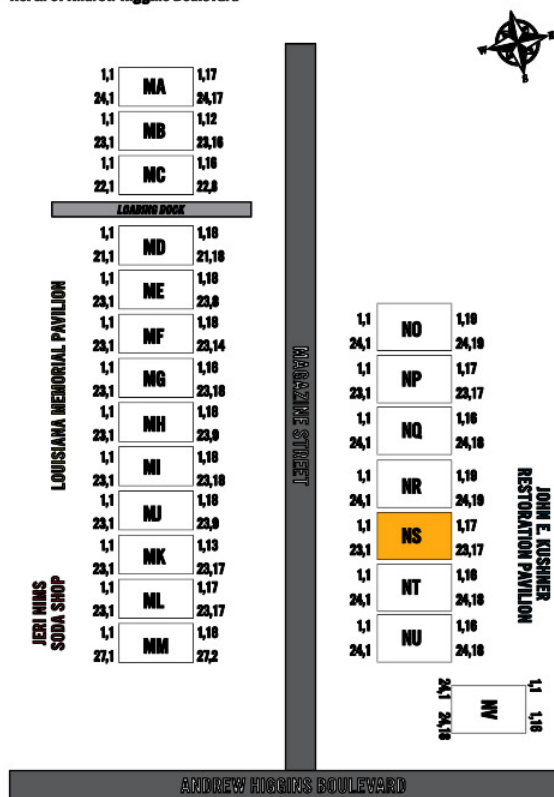 1,1 MA 1,17
24,1 24,17
1,1 MB 1,12
23,1 23,16
1,1 MC 1,16
22,1 22,8
LOADING DOCK
1,1 MD 1,18
21,1 21,18
1,1 ME 1,18
23,1 23,8
1,1 MF 1,18
23,1 23,14
1,1 MG 1,16
23,1 23,18
1,1 MH 1,18
23,1 23,9
1,1 MI 1,18
23,1 23,18
1,1 MJ 1,18
23,1 23,9
1,1 MK 1,13
23,1 23,17
1,1 ML 1,17
23,1 23,17
1,1 MM 1,18
27,1 27,2
LOUISIANA MEMORIAL PAVILION
JERI NIMS
SODA SHOP
MAGAZINE STREET
1,1 NO 1,19
24,1 24,19
1,1 NP 1,17
23,1 23,17
1,1 NQ 1,16
24,1 24,18
1,1 NR 1,19
24,1 24,19
1,1 NS 1,17
23,1 23,17
1,1 NT 1,16
24,1 24,18
1,1 NU 1,16
24,1 24,18
24,1 1,1
NV
24,18 1,16
JOHN E. KUSHNER
RESTORATION PAVILION
ANDREW HIGGINS BOULEVARD
N
E
S
W